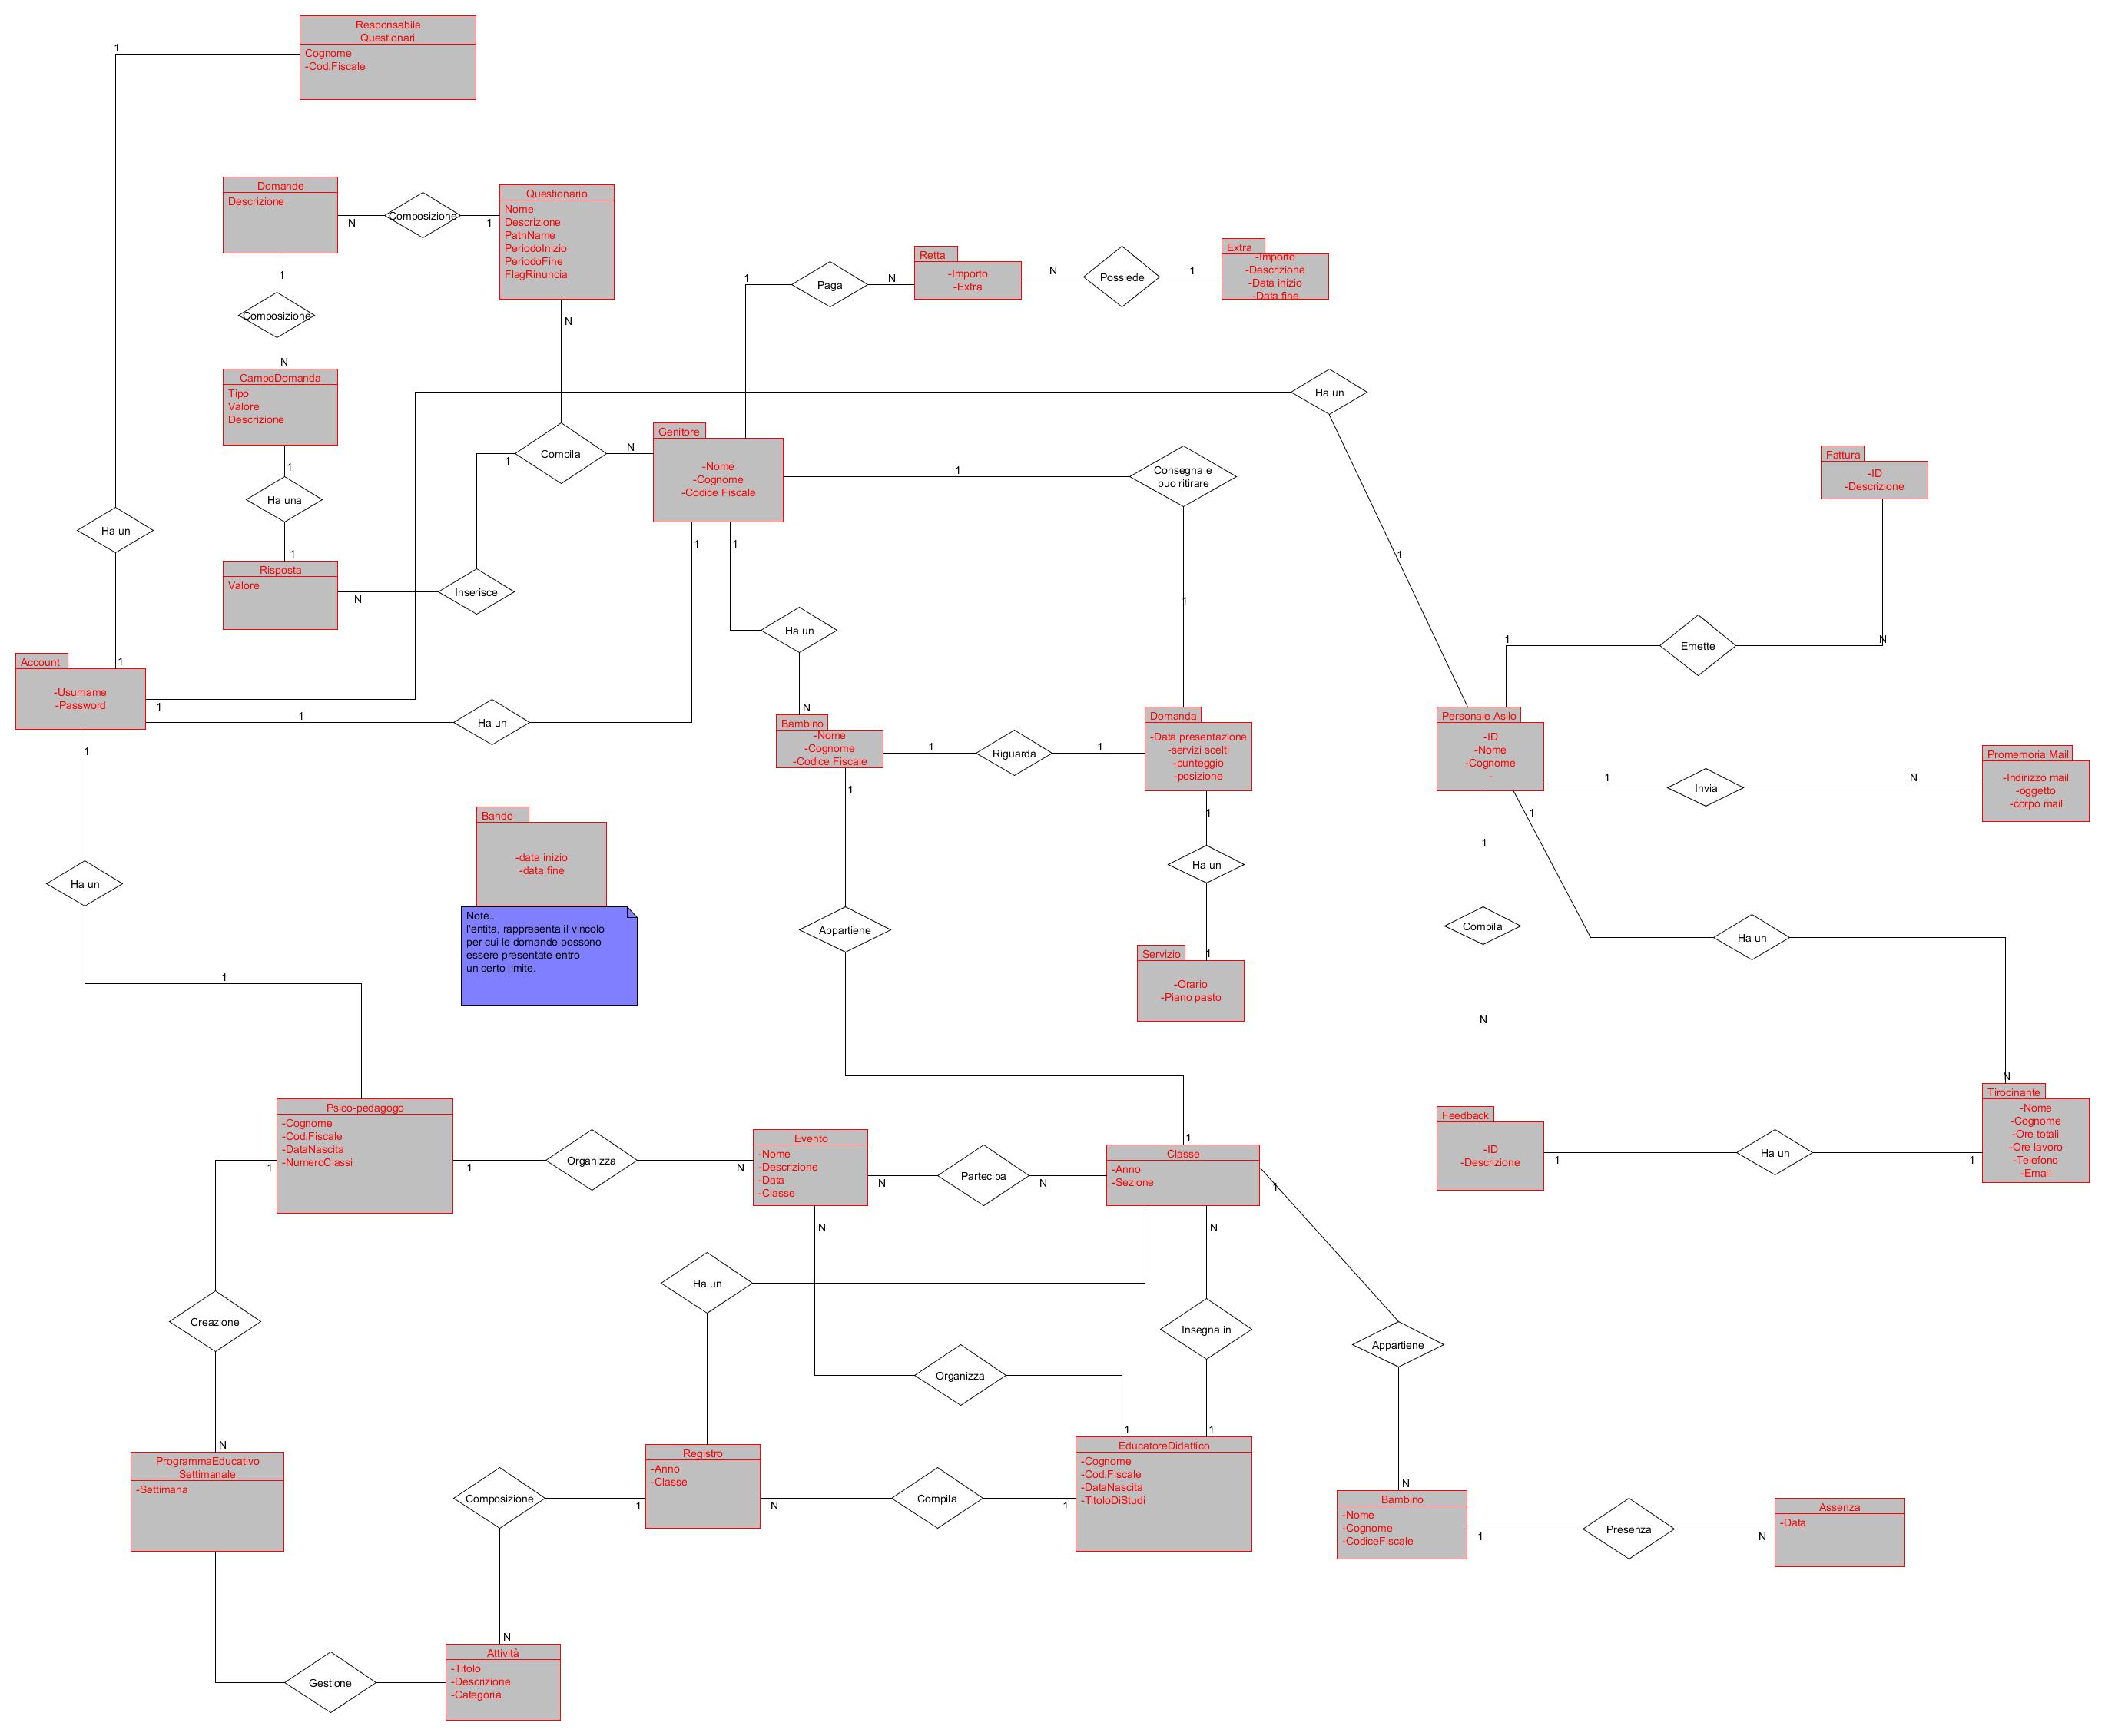 Responsabile
Questionari
Cognome
-Cod.Fiscale
1
Domande
Descrizione
N
Composizione
1
Questionario
Nome
Descrizione
PathName
PeriodoInizio
PeriodoFine
FlagRinuncia
1
Composizione
N
CampoDomanda
Tipo
Valore
Descrizione
1
Ha una
1
Risposta
Valore
N
Inserisce
1
N
Compila
N
1
Paga
N
Retta
-Importo
-Extra
N
Possiede
1
Extra
-Importo
-Descrizione
-Data inizio
-Data fine
Ha un
1
Genitore
-Nome
-Cognome
-Codice Fiscale
1
Consegna e
puo ritirare
1
Fattura
-ID
-Descrizione
1
Emette
N
Ha un
1
Account
-Usurname
-Password
1
1
Ha un
1
1
Ha un
N
Bambino
-Nome
-Cognome
-Codice Fiscale
1
Riguarda
1
Domanda
-Data presentazione
-servizi scelti
-punteggio
-posizione
Personale Asilo
-ID
-Nome
-Cognome
-
1
Invia
N
Promemoria Mail
-Indirizzo mail
-oggetto
-corpo mail
1
Ha un
1
Bando
-data inizio
-data fine
Note..
l'entita, rappresenta il vincolo
per cui le domande possono
essere presentate entro
un certo limite.
1
Appartiene
1
1
Ha un
1
Servizio
-Orario
-Piano pasto
1
Compila
N
1
Ha un
N
Feedback
-ID
-Descrizione
1
Ha un
1
Tirocinante
-Nome
-Cognome
-Ore totali
-Ore lavoro
-Telefono
-Email
Psico-pedagogo
-Cognome
-Cod.Fiscale
-DataNascita
-NumeroClassi
1
1
Organizza
N
Evento
-Nome
-Descrizione
-Data
-Classe
N
Partecipa
N
Classe
-Anno
-Sezione
1
N
N
Ha un
Creazione
N
Organizza
1
Insegna in
1
Appartiene
N
ProgrammaEducativo
Settimanale
-Settimana
Composizione
1
Registro
-Anno
-Classe
N
Compila
1
EducatoreDidattico
-Cognome
-Cod.Fiscale
-DataNascita
-TitoloDiStudi
Bambino
-Nome
-Cognome
-CodiceFiscale
1
Presenza
N
Assenza
-Data
N
Gestione
Attività
-Titolo
-Descrizione
-Categoria